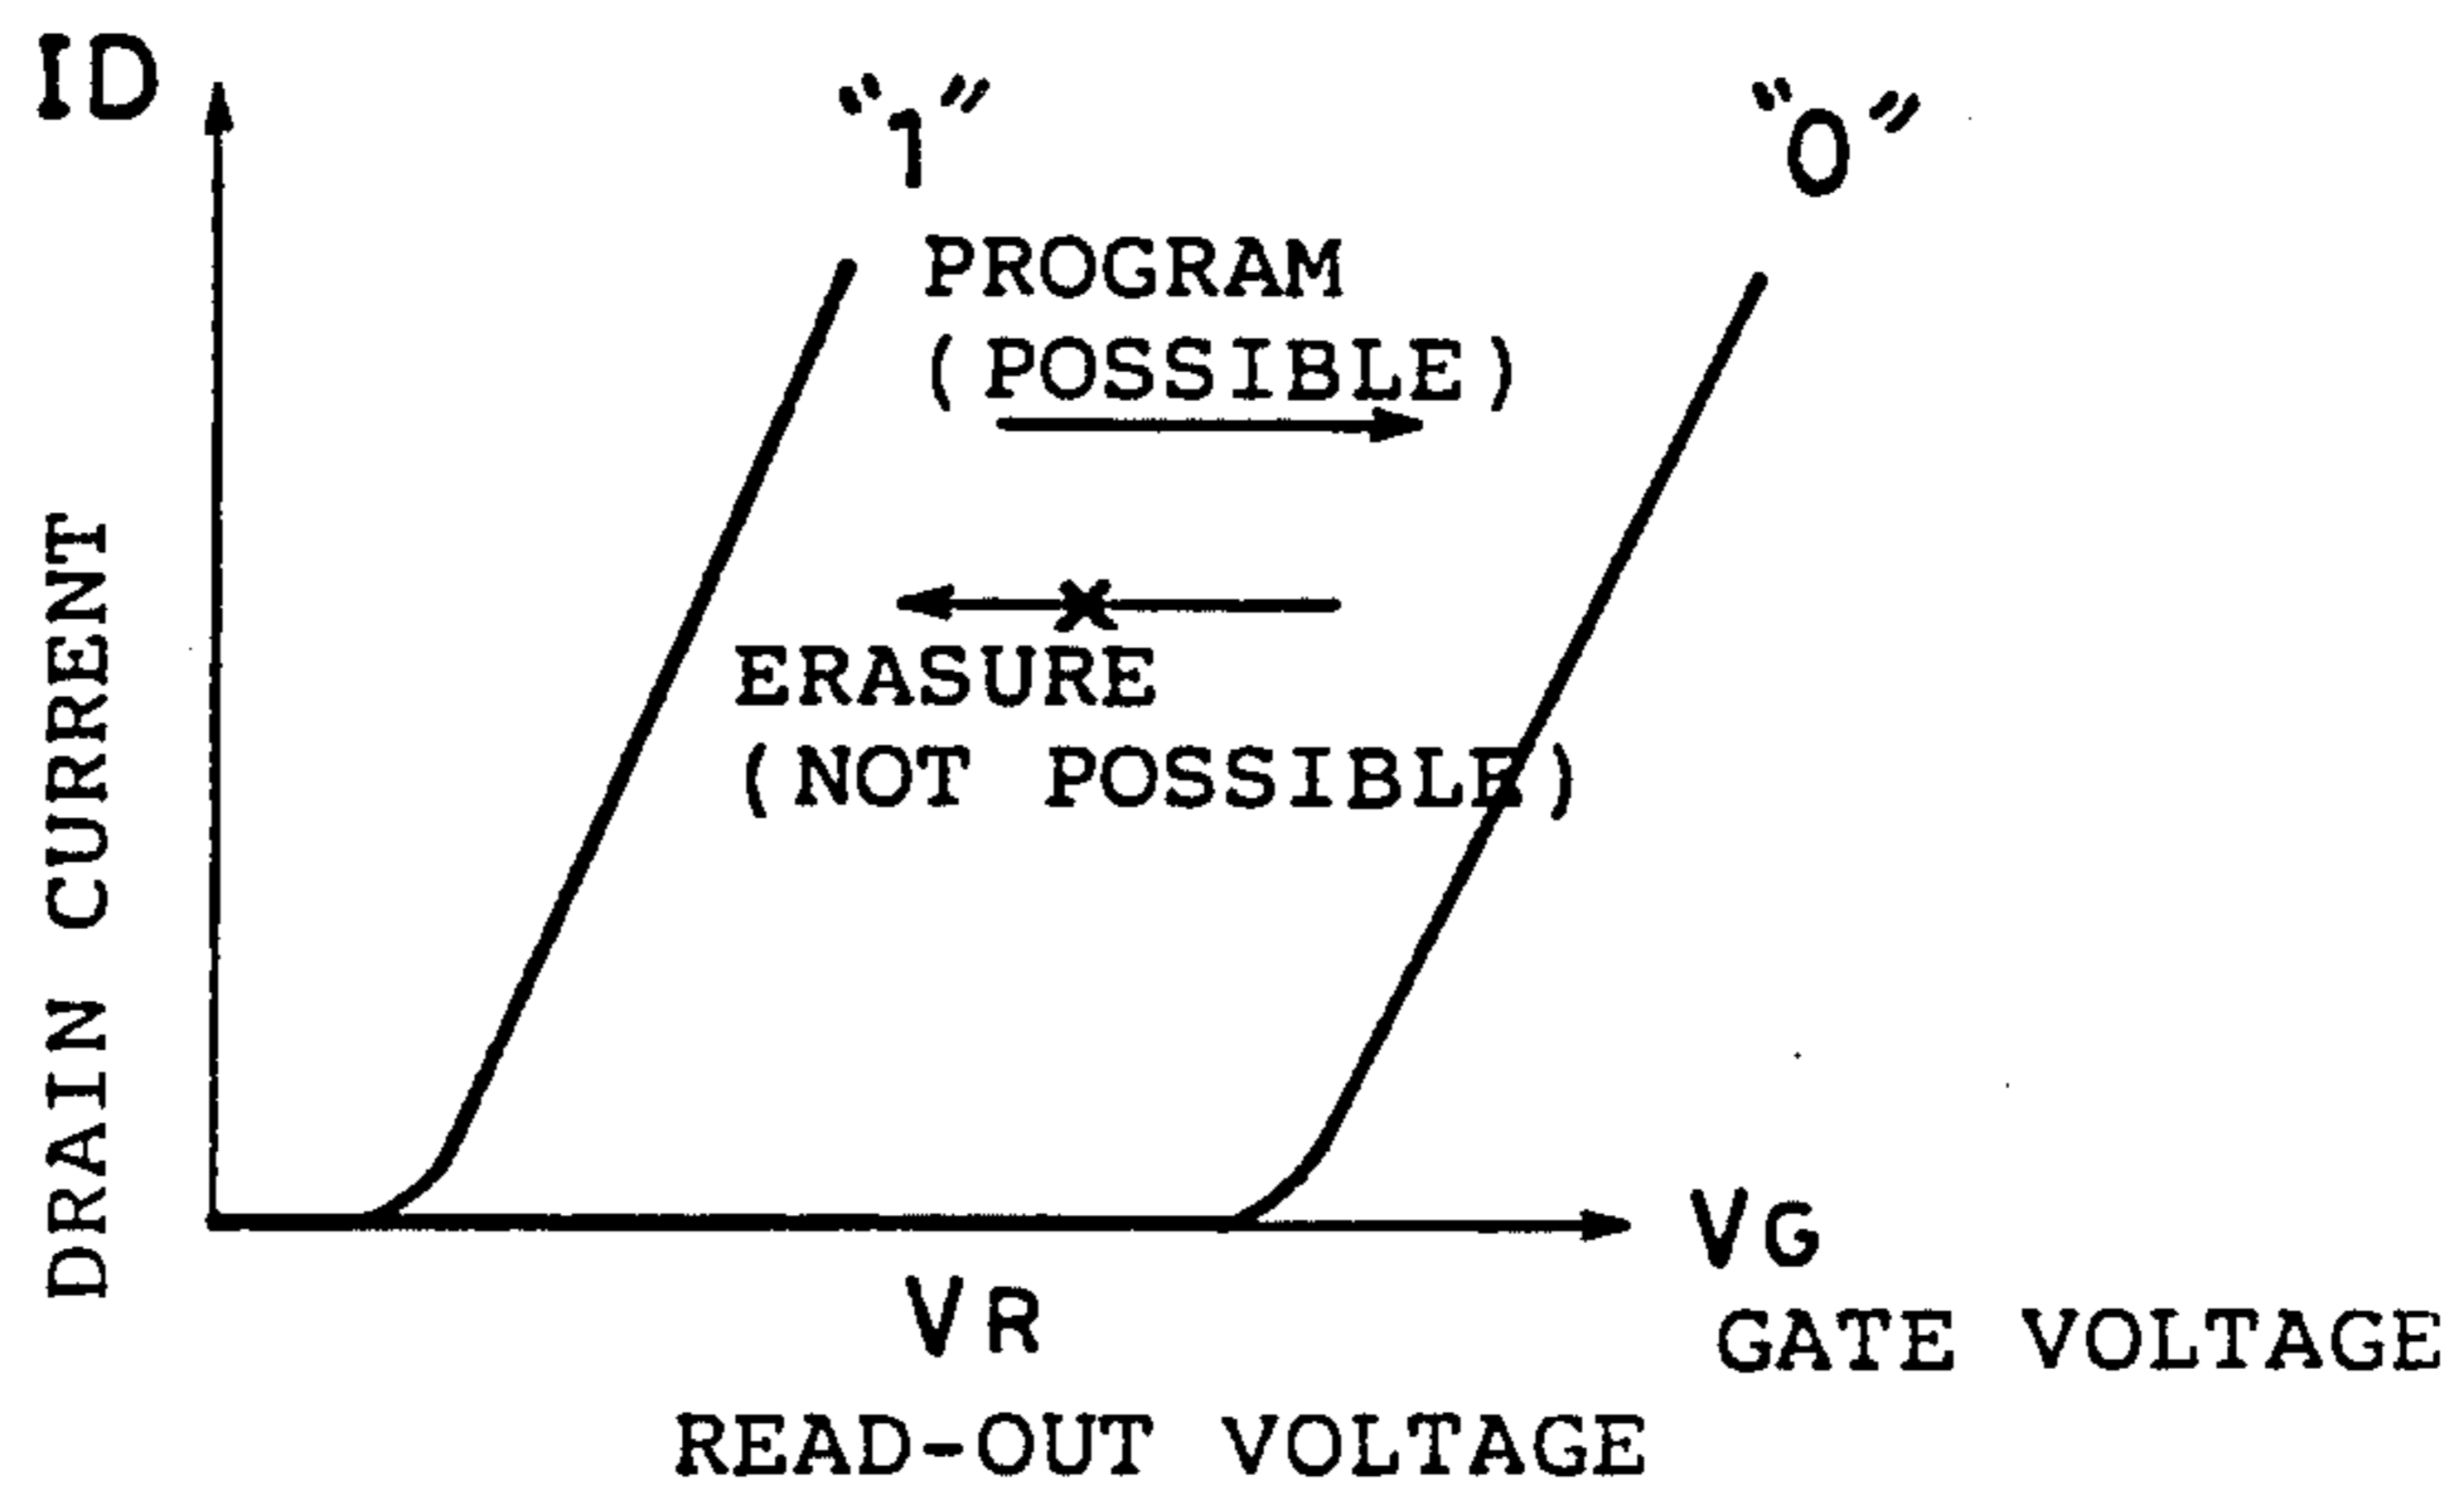 ID
“1”
“0”
PROGRAM
(POSSIBLE)
ERASURE
(NOT POSSIBLE)
DRAIN CURRENT
VG
GATE VOLTAGE
VR
READ-OUT VOLTAGE